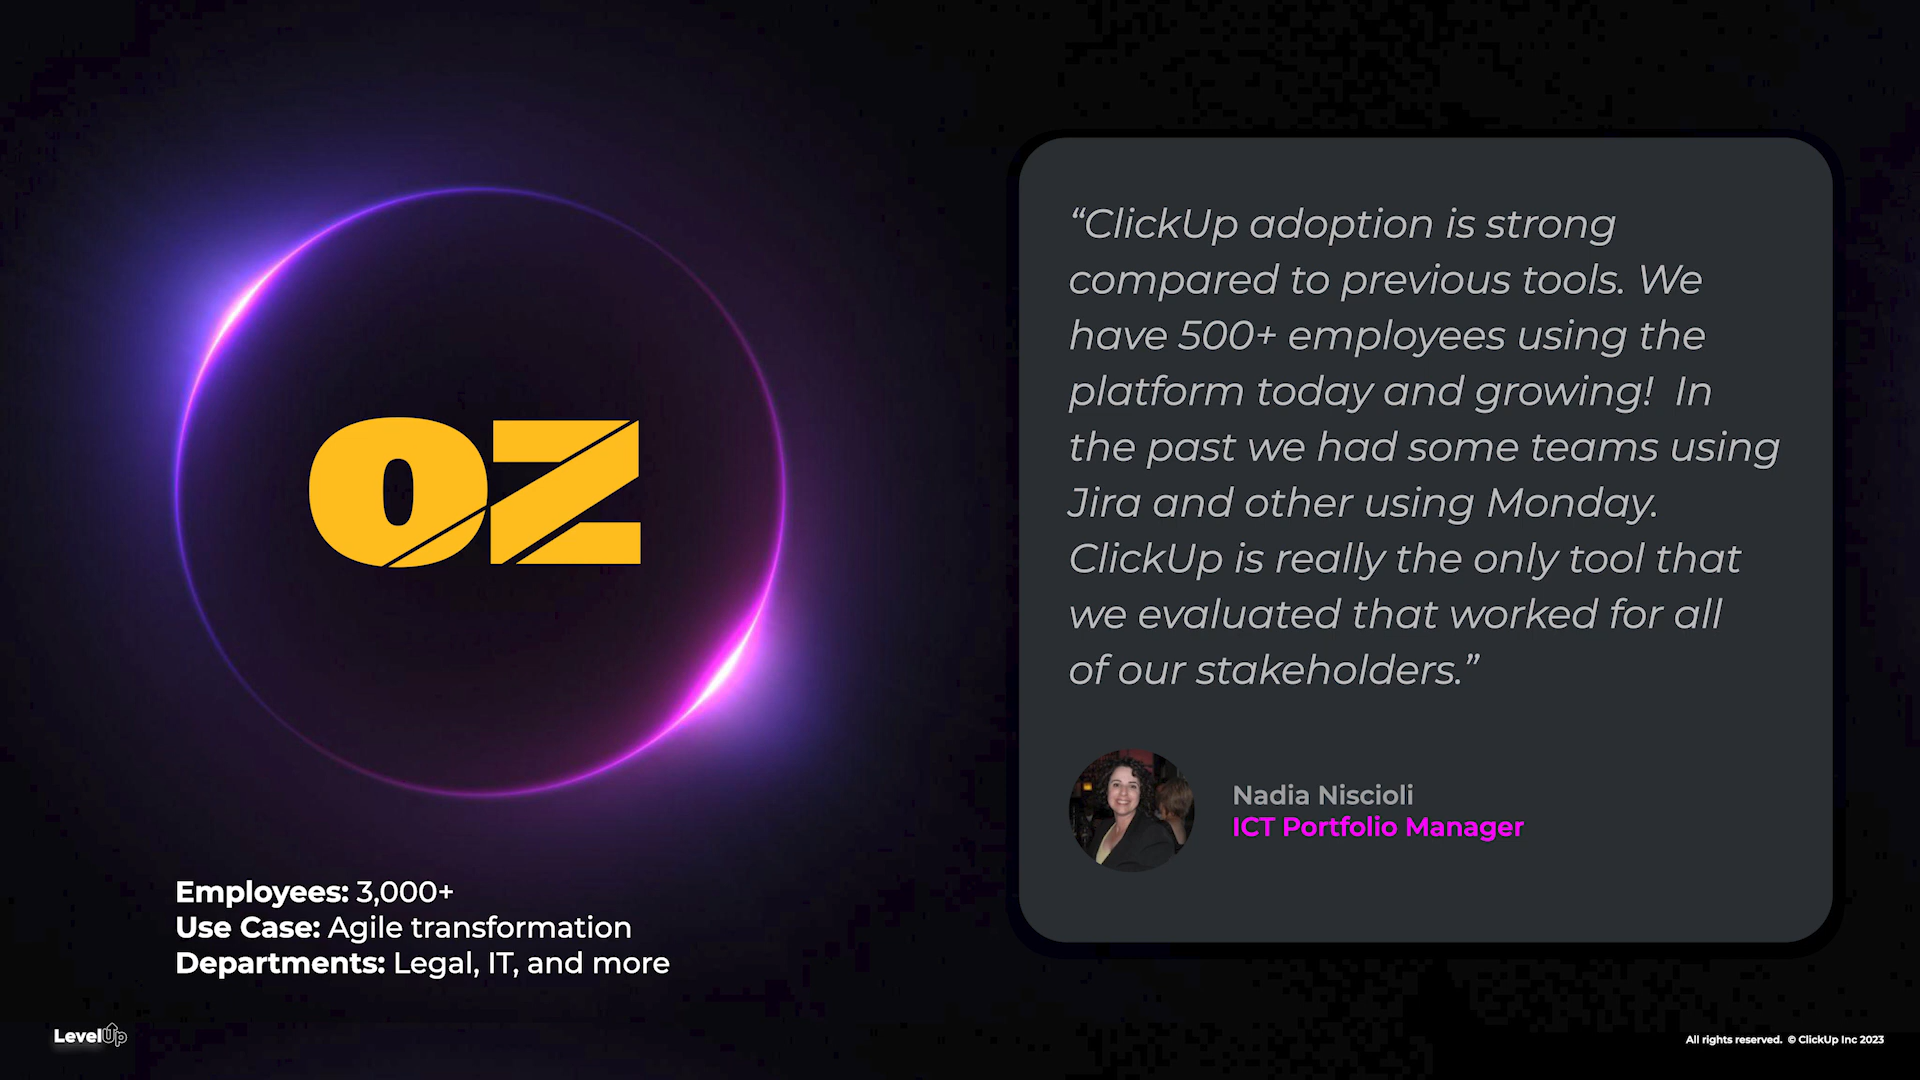 OZ
Employees: 3,000+
Use Case: Agile transformation
Departments: Legal, IT, and more
“ClickUp adoption is strong
compared to previous tools. We
have 500+ employees using the
platform today and growing!  In
the past we had some teams using
Jira and other using Monday.
ClickUp is really the only tool that
we evaluated that worked for all
of our stakeholders.”
Nadia Niscioli
ICT Portfolio Manager
LevelUp
All rights reserved.  © ClickUp Inc 2023